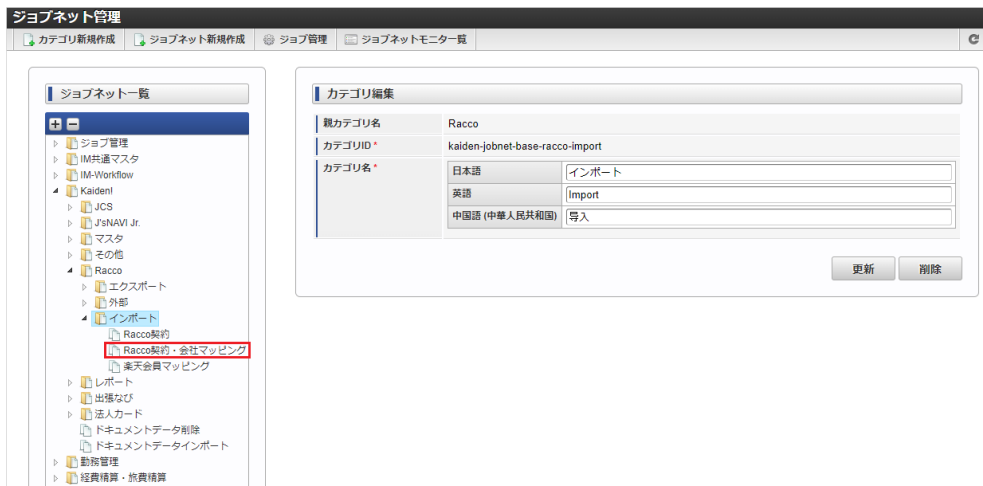 ジョブネット管理
カテゴリ新規作成 ジョブネット新規作成 ジョブ管理 ジョブネットモニター覧
ジョブネット一覧
ジョブ管理
IM共通マスタ
IM-Workflow
Kaiden!
JCS
J'sNAVI Jr.
マスタ
その他
Racco
エクスポート
外部
インポート
Racco契約
Racco契約・会社マッピング
楽天会員マッピング
レポート
出張なび
法人カード
ドキュメントデータ削除
ドキュメントデータインポート
勤務管理
経費精算・旅費精算
カテゴリ編集
親カテゴリ名 Racco
カテゴリID * kaiden-jobnet-base-racco-import
カテゴリ名 * 日本語 インポート
英語 Import
中国語 (中華人民共和国) 导入
更新 削除